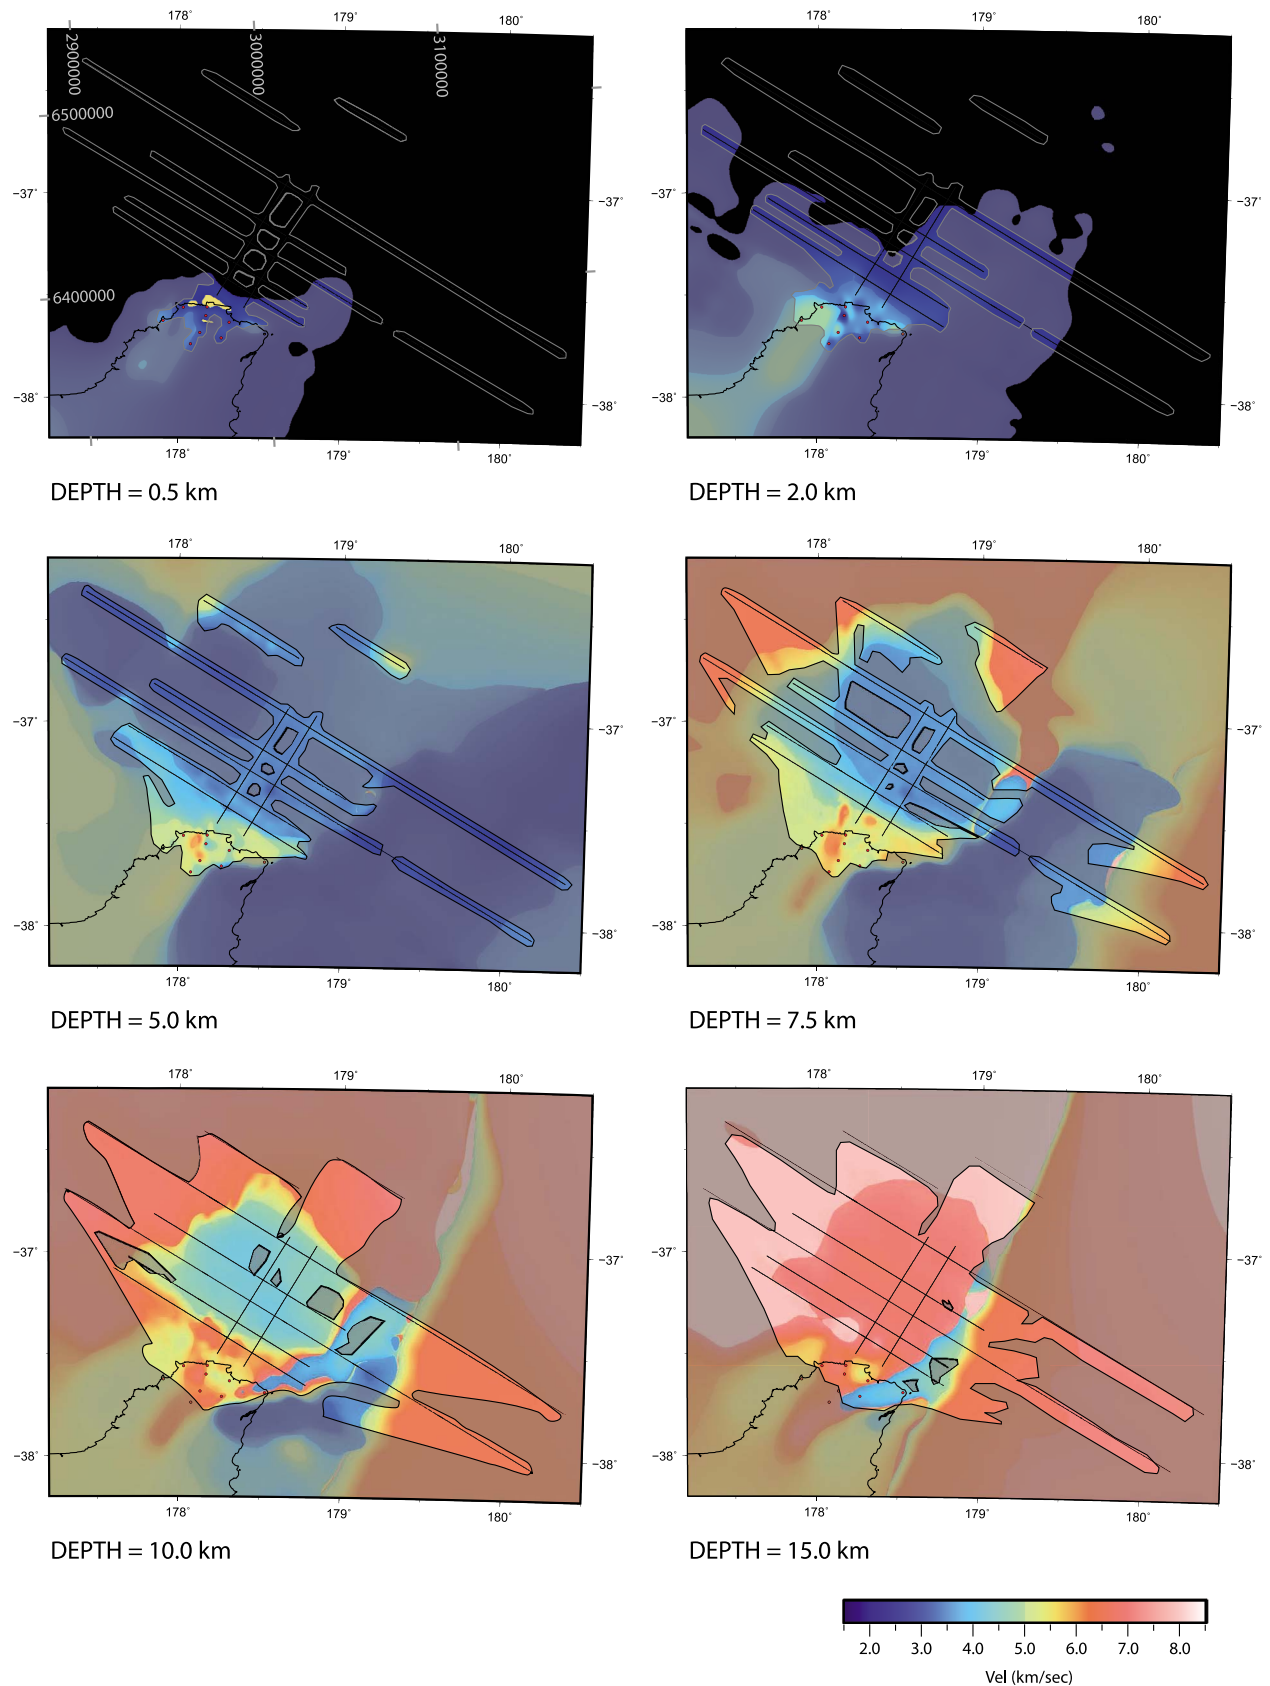 178° 179° 180° 178° 179° 180°
2900000 3000000 3100000
6500000
−37° −37° −37° −37°
6400000
−38° −38° −38° −38°
178° 179° 180° 178° 179° 180°
DEPTH = 0.5 km DEPTH = 2.0 km
178° 179° 180° 178° 179° 180°
−37° −37° −37° −37°
−38° −38° −38° −38°
178° 179° 180° 178° 179° 180°
DEPTH = 5.0 km DEPTH = 7.5 km
178° 179° 180° 178° 179° 180°
−37° −37° −37° −37°
−38° −38° −38° −38°
178° 179° 180° 178° 179° 180°
DEPTH = 10.0 km DEPTH = 15.0 km
2.0 3.0 4.0 5.0 6.0 7.0 8.0
Vel (km/sec)